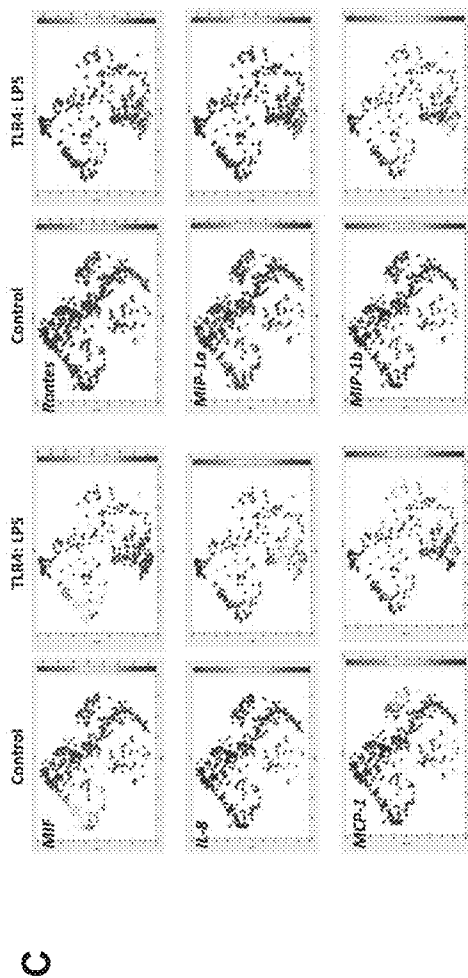 C
Control
TLR4: LPS
Control
TLR4: LPS
MIF
Rantes
IL-8
MIP-1a
MCP-1
MIP-1b